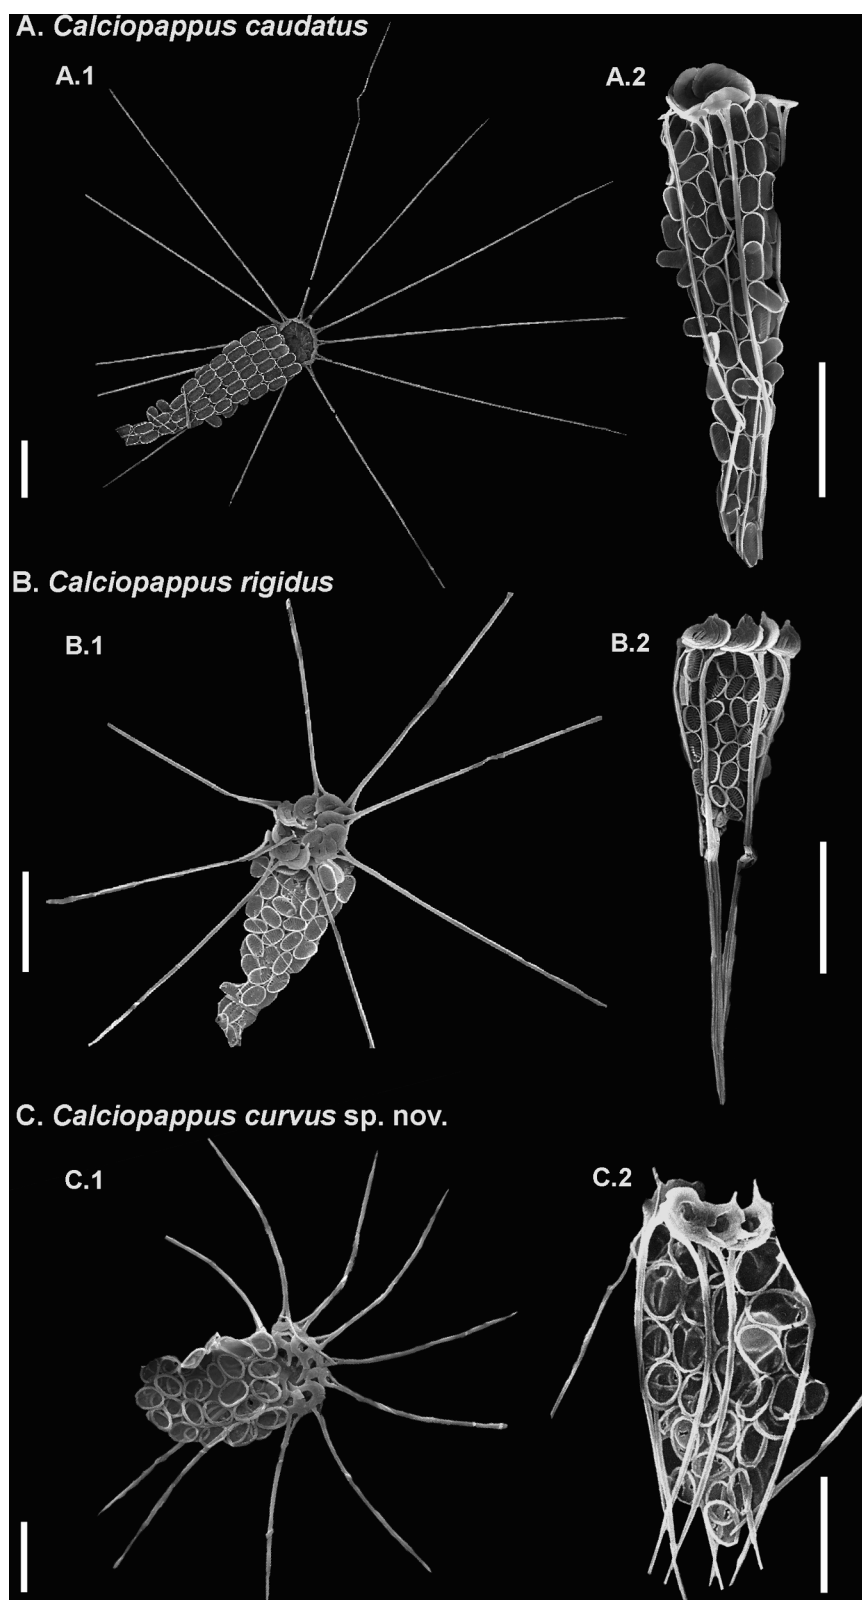 A. Calciopappus caudatus
A.1
A.2
B. Calciopappus rigidus
B.1
B.2
C. Calciopappus curvus sp. nov.
C.1
C.2